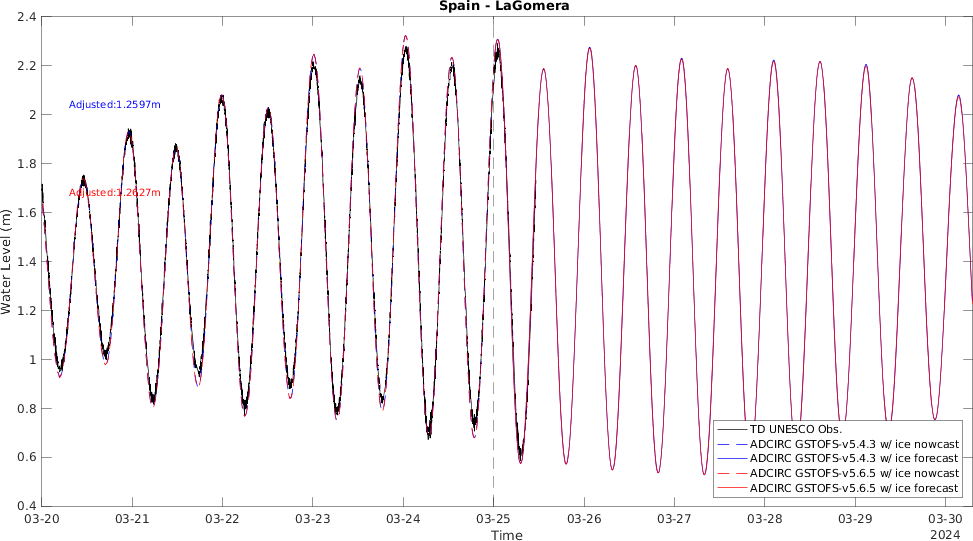 Spain - LaGomera
2.4
2.2
2
1.8
1.6
1.4
1.2
1
0.8
0.6
0.4
Water Level (m)
Adjusted:1.2597m
Adjusted:1.2627m
TD UNESCO Obs.
ADCIRC GSTOFS-v5.4.3 w/ ice nowcast
ADCIRC GSTOFS-v5.4.3 w/ ice forecast
ADCIRC GSTOFS-v5.6.5 w/ ice nowcast
ADCIRC GSTOFS-v5.6.5 w/ ice forecast
03-20 03-21 03-22 03-23 03-24 03-25 03-26 03-27 03-28 03-29 03-30
Time
2024